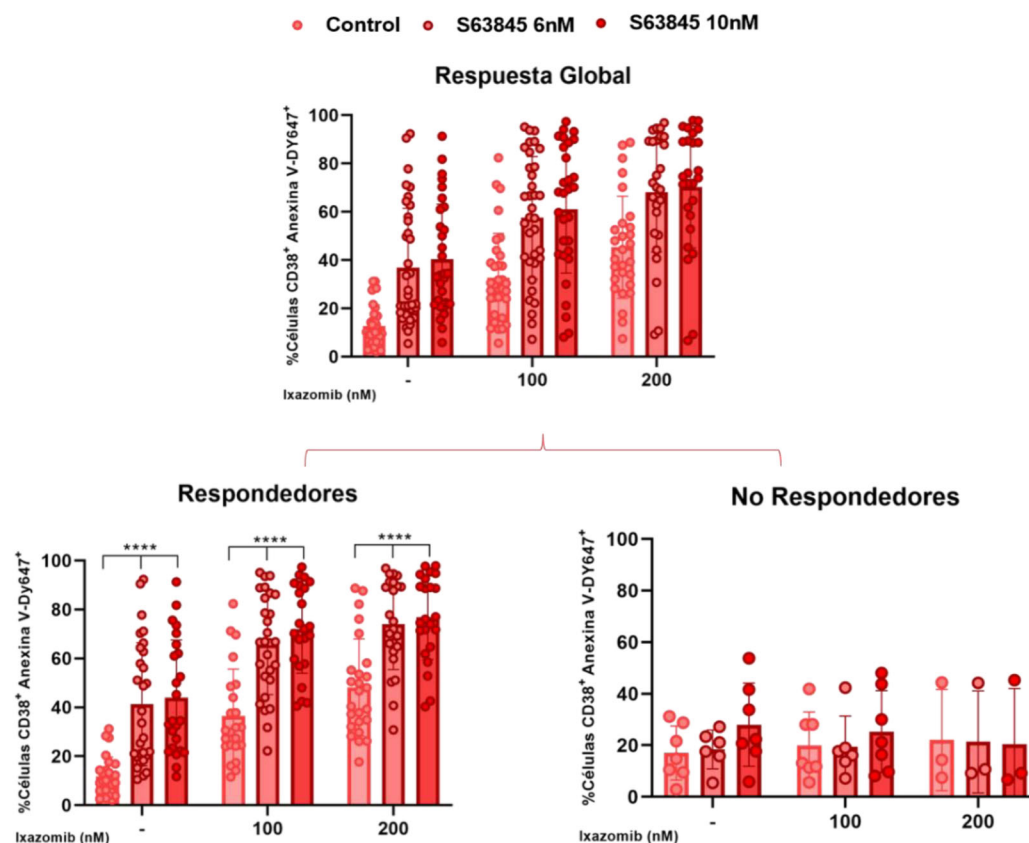 Control S63845 6nM S63845 10nM
Respuesta Global
%Células CD38⁺ Anexina V-DY647⁺
100
80
60
40
20
0
- 100 200
Ixazomib (nM)
Respondedores
%Células CD38⁺ Anexina V-Dy647⁺
100
80
60
40
20
0
**** **** ****
- 100 200
Ixazomib (nM)
No Respondedores
%Células CD38⁺ Anexina V-DY647⁺
100
80
60
40
20
0
- 100 200
Ixazomib (nM)